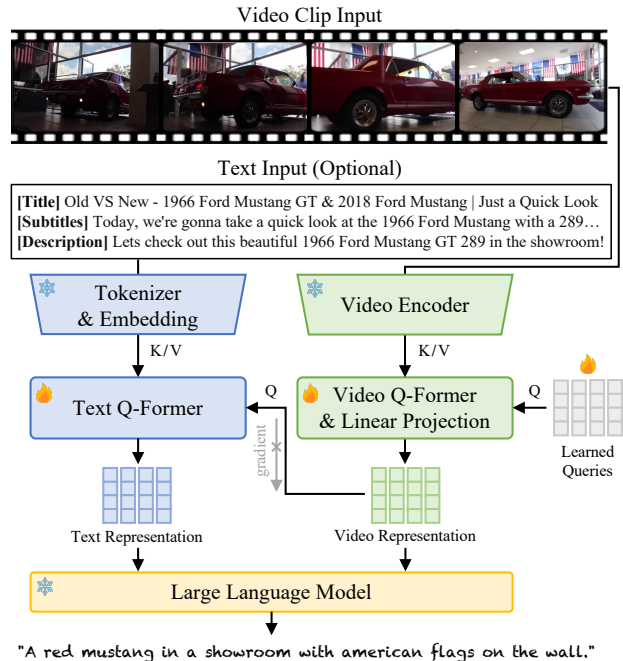 Video Clip Input
Text Input (Optional)
[Title] Old VS New - 1966 Ford Mustang GT & 2018 Ford Mustang | Just a Quick Look
[Subtitles] Today, we're gonna take a quick look at the 1966 Ford Mustang with a 289…
[Description] Lets check out this beautiful 1966 Ford Mustang GT 289 in the showroom!
Tokenizer
& Embedding
Video Encoder
K/V
K/V
Text Q-Former
Q
Video Q-Former
& Linear Projection
Q
Learned
Queries
gradient
Text Representation
Video Representation
Large Language Model
"A red mustang in a showroom with american flags on the wall."